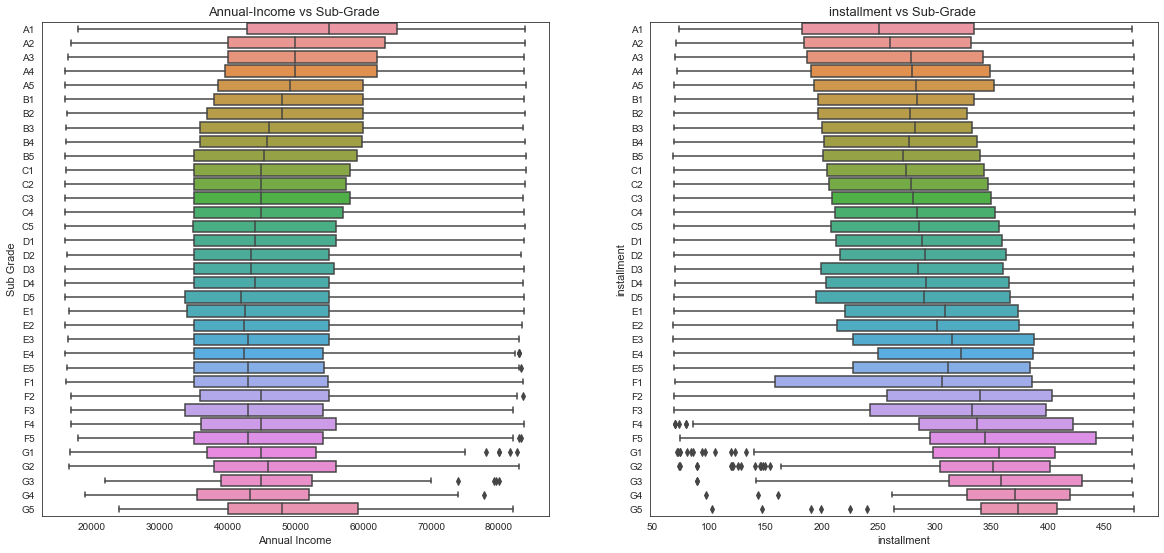 Annual-Income vs Sub-Grade
Sub Grade
A1
A2
A3
A4
A5
B1
B2
B3
B4
B5
C1
C2
C3
C4
C5
D1
D2
D3
D4
D5
E1
E2
E3
E4
E5
F1
F2
F3
F4
F5
G1
G2
G3
G4
G5
20000 30000 40000 50000 60000 70000 80000
Annual Income
installment vs Sub-Grade
installment
A1
A2
A3
A4
A5
B1
B2
B3
B4
B5
C1
C2
C3
C4
C5
D1
D2
D3
D4
D5
E1
E2
E3
E4
E5
F1
F2
F3
F4
F5
G1
G2
G3
G4
G5
50 100 150 200 250 300 350 400 450
installment